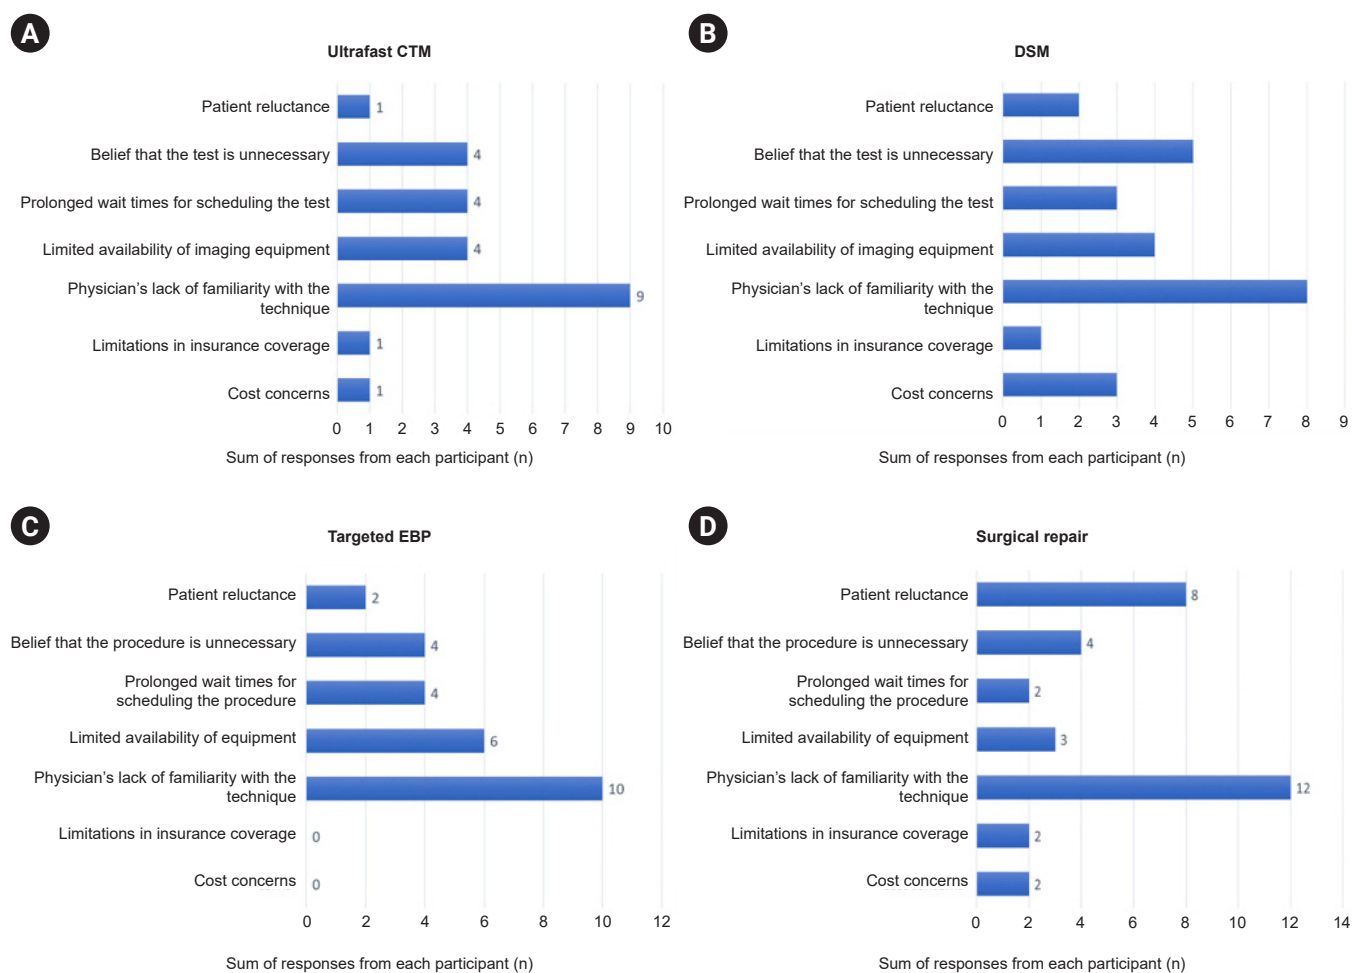 A
Ultrafast CTM
Patient reluctance
1
Belief that the test is unnecessary
4
Prolonged wait times for scheduling the test
4
Limited availability of imaging equipment
4
Physician's lack of familiarity with the
technique
9
Limitations in insurance coverage
1
Cost concerns
1
0 1 2 3 4 5 6 7 8 9 10
Sum of responses from each participant (n)
B
DSM
Patient reluctance
Belief that the test is unnecessary
Prolonged wait times for scheduling the test
Limited availability of imaging equipment
Physician's lack of familiarity with the
technique
Limitations in insurance coverage
Cost concerns
0 1 2 3 4 5 6 7 8 9
Sum of responses from each participant (n)
C
Targeted EBP
Patient reluctance
2
Belief that the procedure is unnecessary
4
Prolonged wait times for
scheduling the procedure
4
Limited availability of equipment
6
Physician's lack of familiarity with the
technique
10
Limitations in insurance coverage
0
Cost concerns
0
0 2 4 6 8 10 12
Sum of responses from each participant (n)
D
Surgical repair
Patient reluctance
8
Belief that the procedure is unnecessary
4
Prolonged wait times for
scheduling the procedure
2
Limited availability of equipment
3
Physician's lack of familiarity with the
technique
12
Limitations in insurance coverage
2
Cost concerns
2
0 2 4 6 8 10 12 14
Sum of responses from each participant (n)